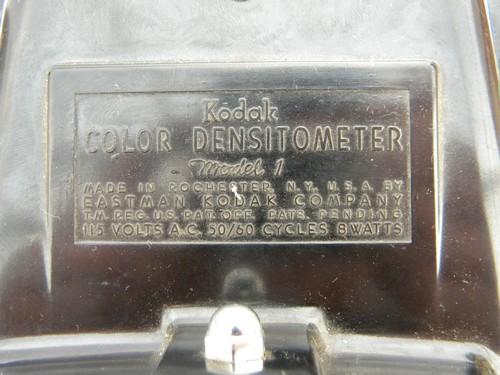 Kodak
COLOR DENSITOMETER
Model 1
MADE IN ROCHESTER, N.Y. U.S.A. BY
EASTMAN KODAK COMPANY
T.M. REG. U.S. PAT. OFF. PATS. PENDING
115 VOLTS A.C. 50/60 CYCLES 8 WATTS